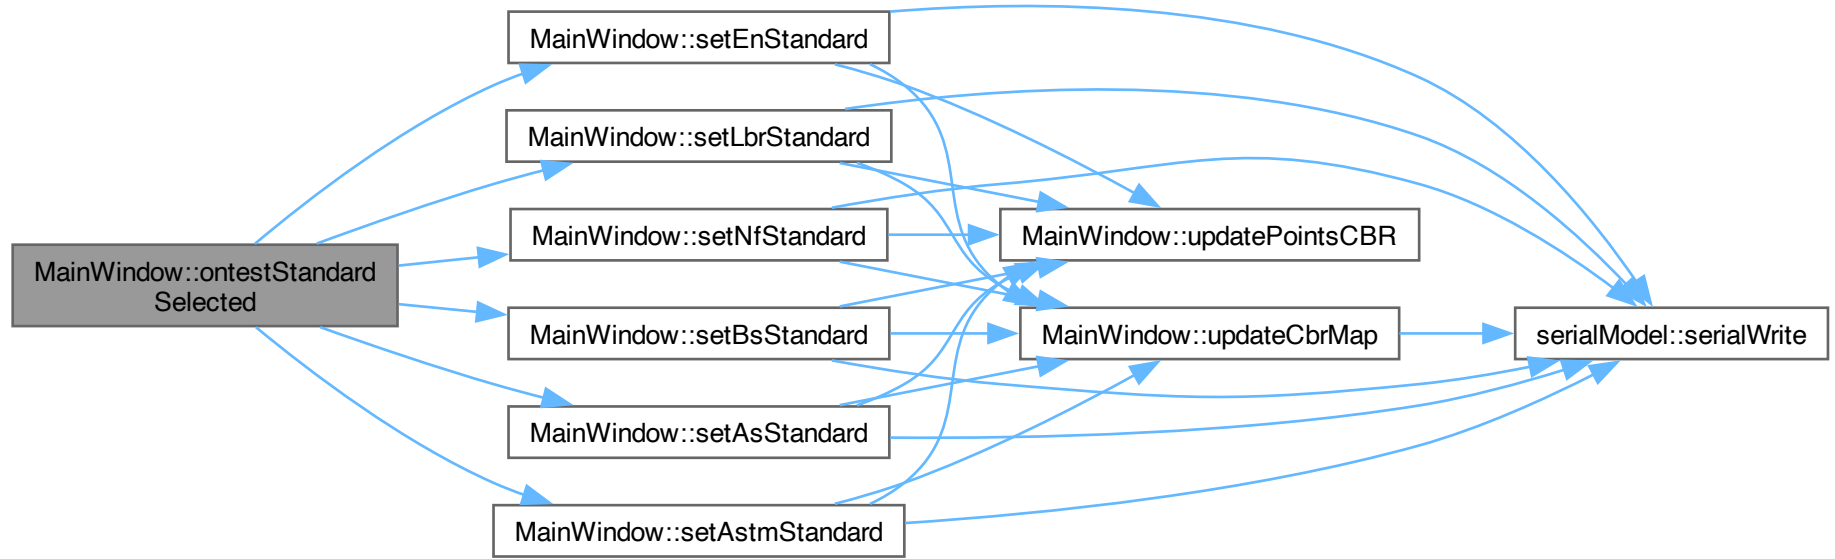 MainWindow::ontestStandard
Selected
MainWindow::setEnStandard
MainWindow::setLbrStandard
MainWindow::setNfStandard
MainWindow::setBsStandard
MainWindow::setAsStandard
MainWindow::setAstmStandard
MainWindow::updatePointsCBR
MainWindow::updateCbrMap
serialModel::serialWrite